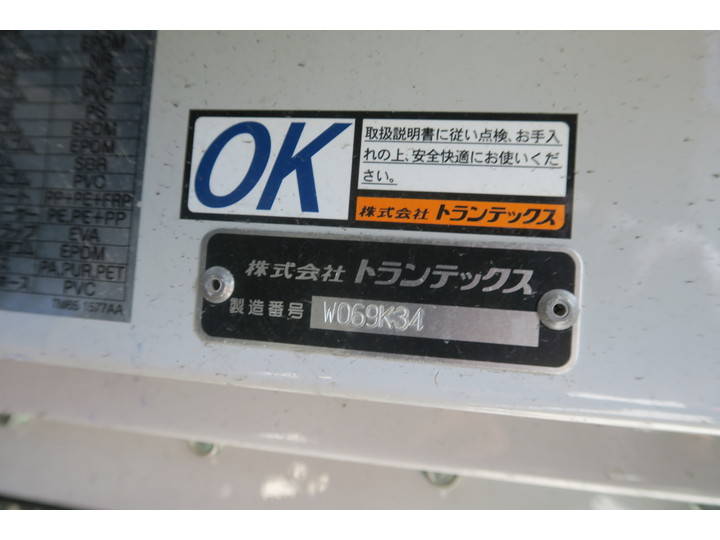 EPDM
EPDM
SBR
PVC
PE,PE+PP
EVA
EPDM
PA,PUR,PET
PVC
OK
取扱説明書に従い点検、お手入
れの上、安全快適にお使いくだ
さい。
株式会社 トランテックス
株式会社 トランテックス
製造番号 W069K34